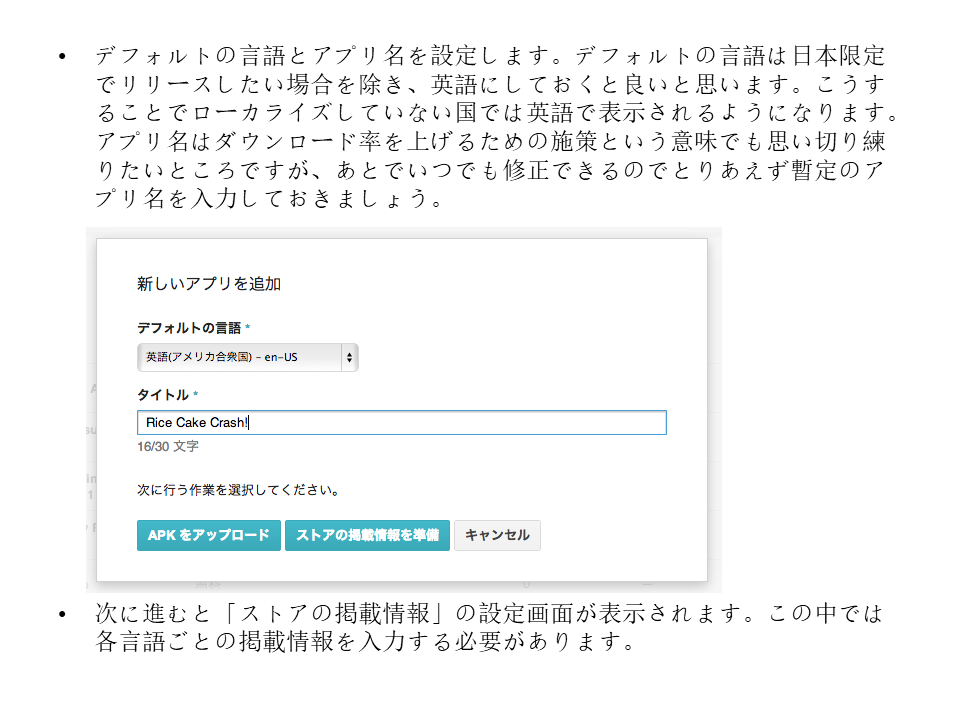 • デフォルトの言語とアプリ名を設定します。デフォルトの言語は日本限定
でリリースしたい場合を除き、英語にしておくと良いと思います。こうす
ることでローカライズしていない国では英語で表示されるようになります。
アプリ名はダウンロード率を上げるための施策という意味でも思い切り練
りたいところですが、あとでいつでも修正できるのでとりあえず暫定のア
プリ名を入力しておきましょう。
新しいアプリを追加
デフォルトの言語 *
英語(アメリカ合衆国) – en–US
タイトル *
Rice Cake Crash!
16/30 文字
次に行う作業を選択してください。
APK をアップロード ストアの掲載情報を準備 キャンセル
• 次に進むと「ストアの掲載情報」の設定画面が表示されます。この中では
各言語ごとの掲載情報を入力する必要があります。